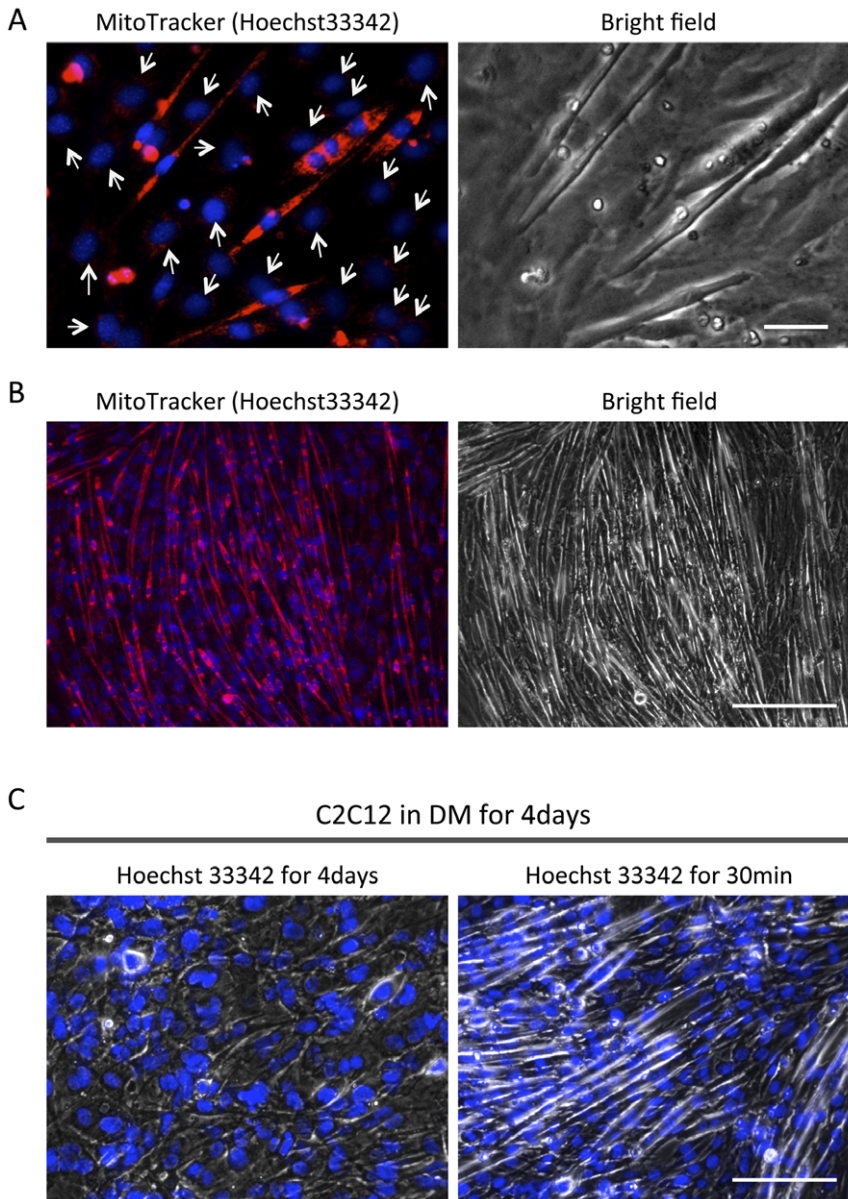 A
MitoTracker (Hoechst33342)
Bright field
B
MitoTracker (Hoechst33342)
Bright field
C
C2C12 in DM for 4days
Hoechst 33342 for 4days
Hoechst 33342 for 30min